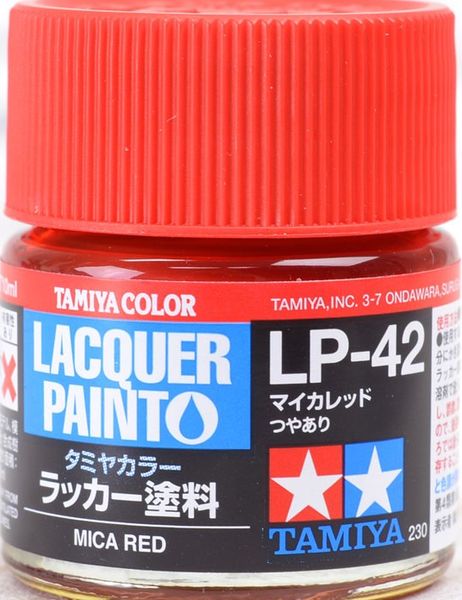 TAMIYA COLOR
TAMIYA, INC. 3-7 ONDAWARA,
LACQUER
PAINT
LP-42
マイカレッド
つやあり
タミヤカラー
ラッカー塗料
MICA RED
TAMIYA
230